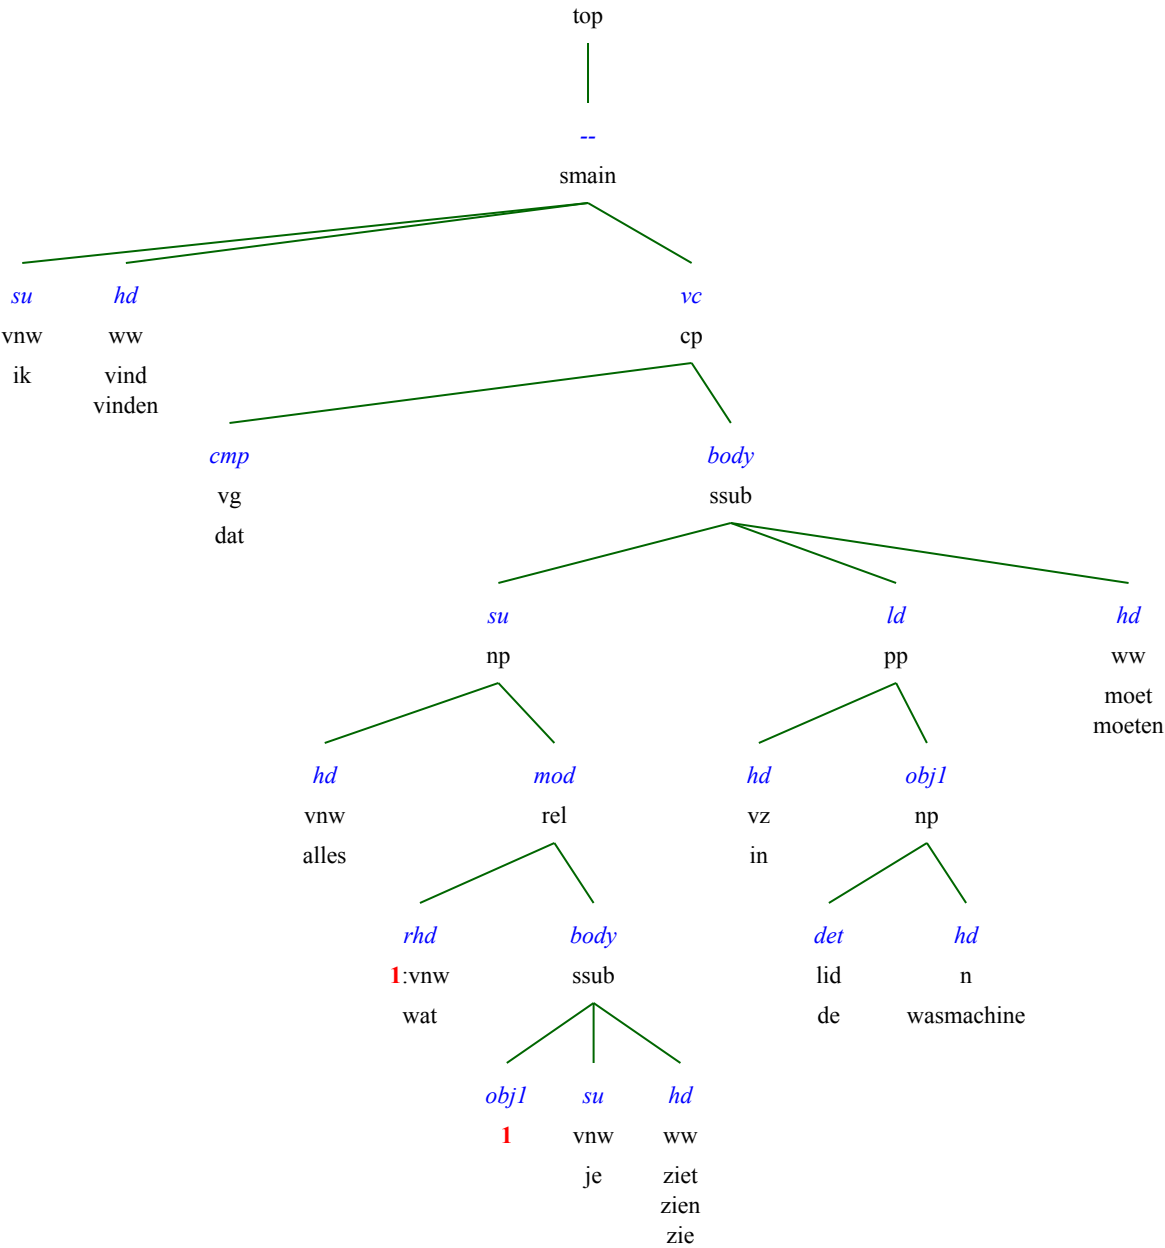 top
--
smain
su hd vc
vnw ww cp
ik vind
vinden
cmp body
vg ssub
dat
su ld hd
np pp ww
moet
moeten
hd mod hd obj1
vnw rel vz np
alles in
rhd body det hd
1:vnw ssub lid n
wat de wasmachine
obj1 su hd
1 vnw ww
je ziet
zien
zie